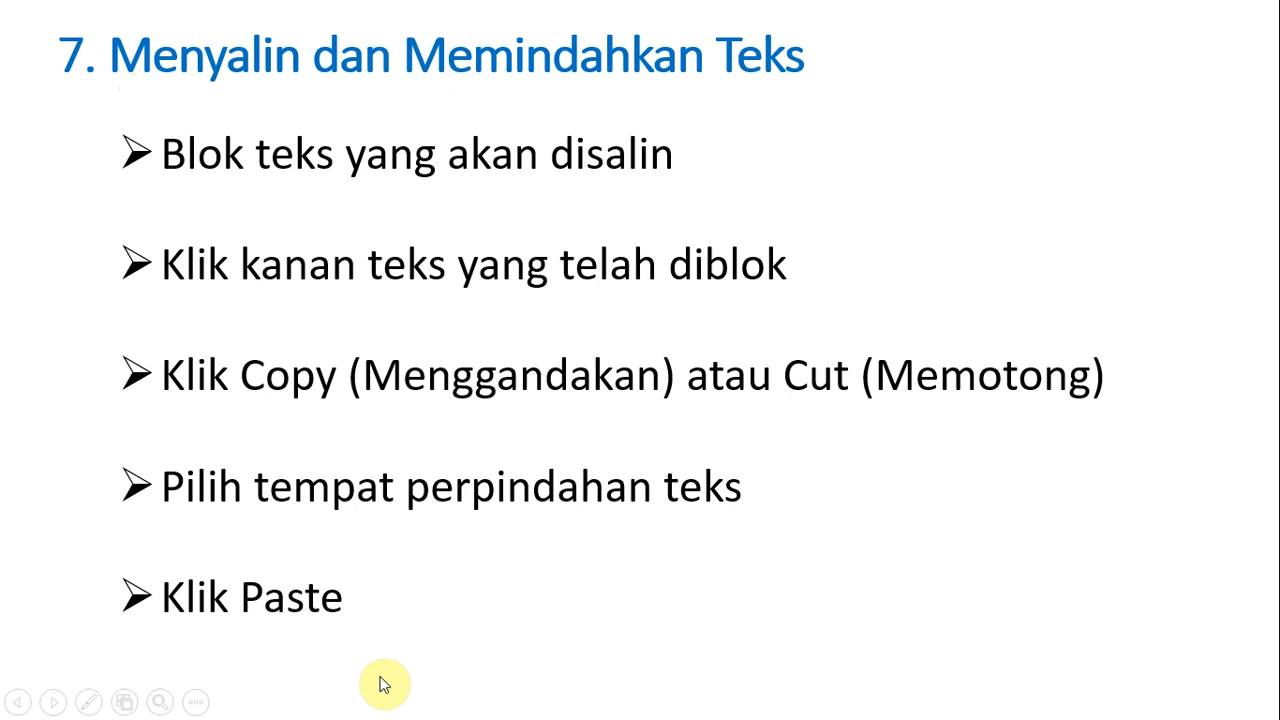 7. Menyalin dan Memindahkan Teks
➢ Blok teks yang akan disalin
➢ Klik kanan teks yang telah diblok
➢ Klik Copy (Menggandakan) atau Cut (Memotong)
➢ Pilih tempat perpindahan teks
➢ Klik Paste